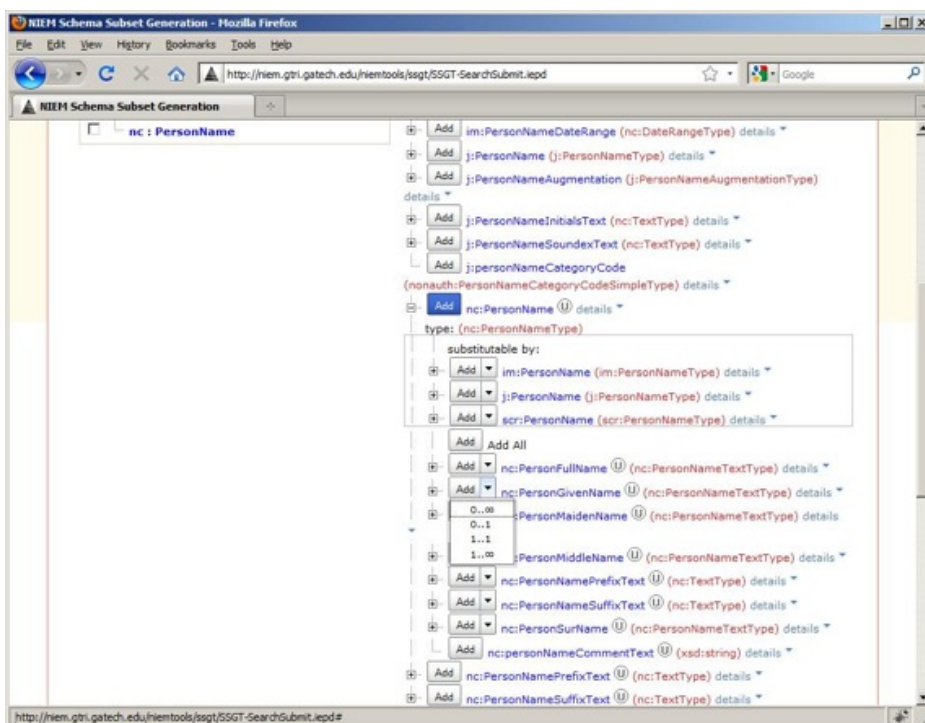 NIEM Schema Subset Generation - Mozilla Firefox
File Edit View History Bookmarks Tools Help
http://niem.gtri.gatech.edu/niemtools/ssgt/SSGT-SearchSubmit.iepd Google
NIEM Schema Subset Generation
nc : PersonName
Add im:PersonNameDateRange (nc:DateRangeType) details
Add j:PersonName (j:PersonNameType) details
Add j:PersonNameAugmentation (j:PersonNameAugmentationType)
details
Add j:PersonNameInitialsText (nc:TextType) details
Add j:PersonNameSoundexText (nc:TextType) details
Add j:personNameCategoryCode
(nonauth:PersonNameCategoryCodeSimpleType) details
Add nc:PersonName U details
type: (nc:PersonNameType)
substitutable by:
Add im:PersonName (im:PersonNameType) details
Add j:PersonName (j:PersonNameType) details
Add scr:PersonName (scr:PersonNameType) details
Add Add All
Add nc:PersonFullName U (nc:PersonNameTextType) details
Add nc:PersonGivenName U (nc:PersonNameTextType) details
0..∞
:PersonMaidenName U (nc:PersonNameTextType) details
0..1
1..1
1..∞
:PersonMiddleName U (nc:PersonNameTextType) details
Add nc:PersonNamePrefixText U (nc:TextType) details
Add nc:PersonNameSuffixText U (nc:TextType) details
Add nc:PersonSurName U (nc:PersonNameTextType) details
Add nc:personNameCommentText U (xsd:string) details
Add nc:PersonNamePrefixText U (nc:TextType) details
Add nc:PersonNameSuffixText U (nc:TextType) details
http://niem.gtri.gatech.edu/niemtools/ssgt/SSGT-SearchSubmit.iepd#